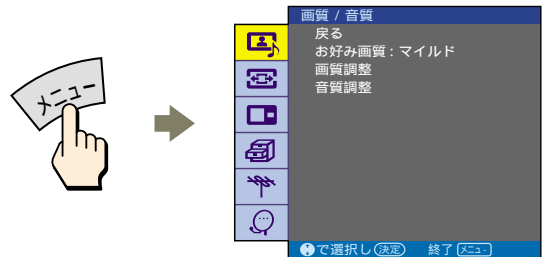 メニュー
画質 / 音質
戻る
お好み画質 : マイルド
画質調整
音質調整
で選択し 決定 終了 メニュー